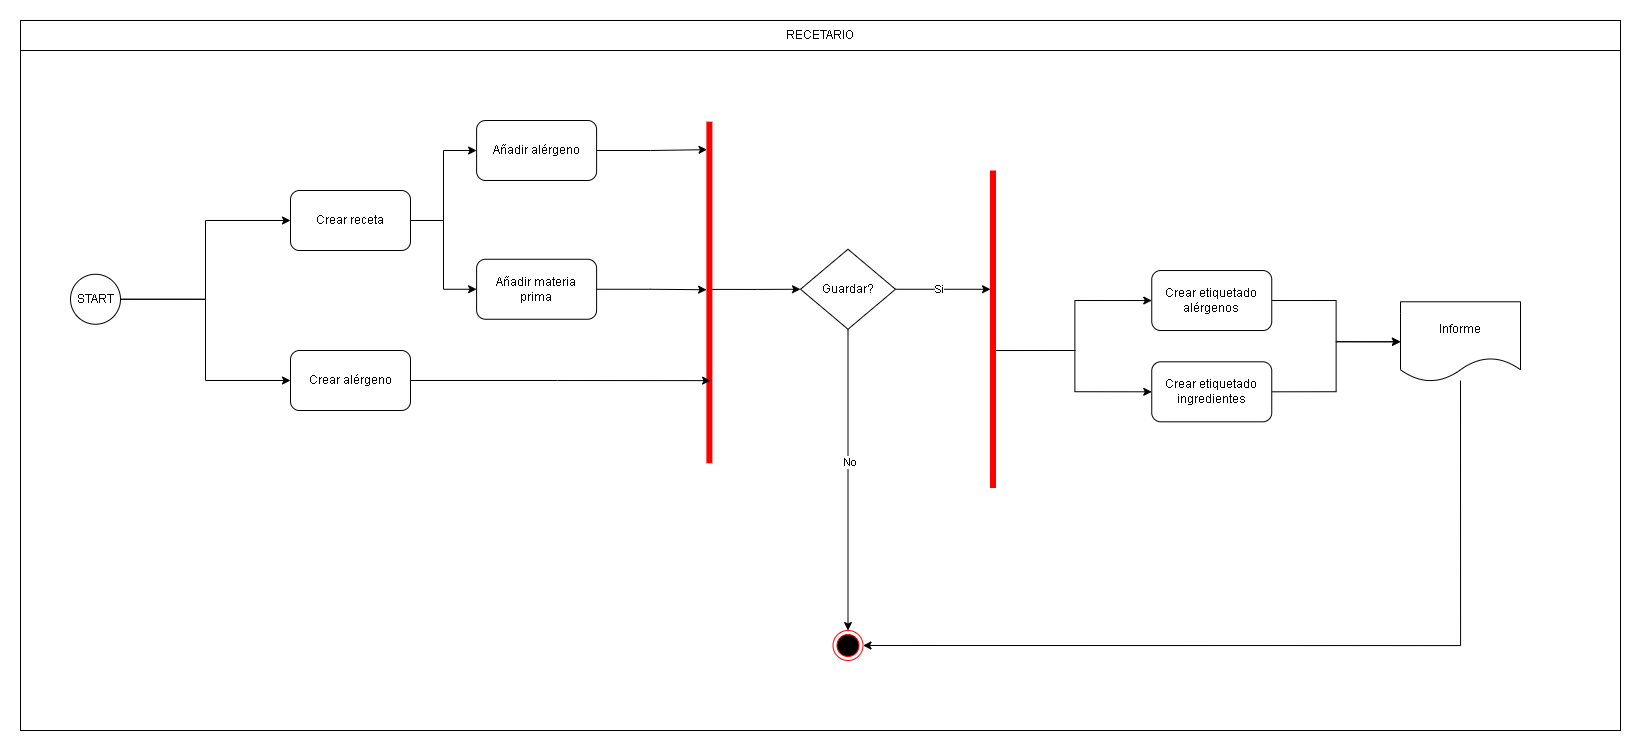 RECETARIO
Añadir alérgeno
Crear receta
Añadir materia
prima
START
Crear alérgeno
Guardar?
Si
No
Crear etiquetado
alérgenos
Crear etiquetado
ingredientes
Informe